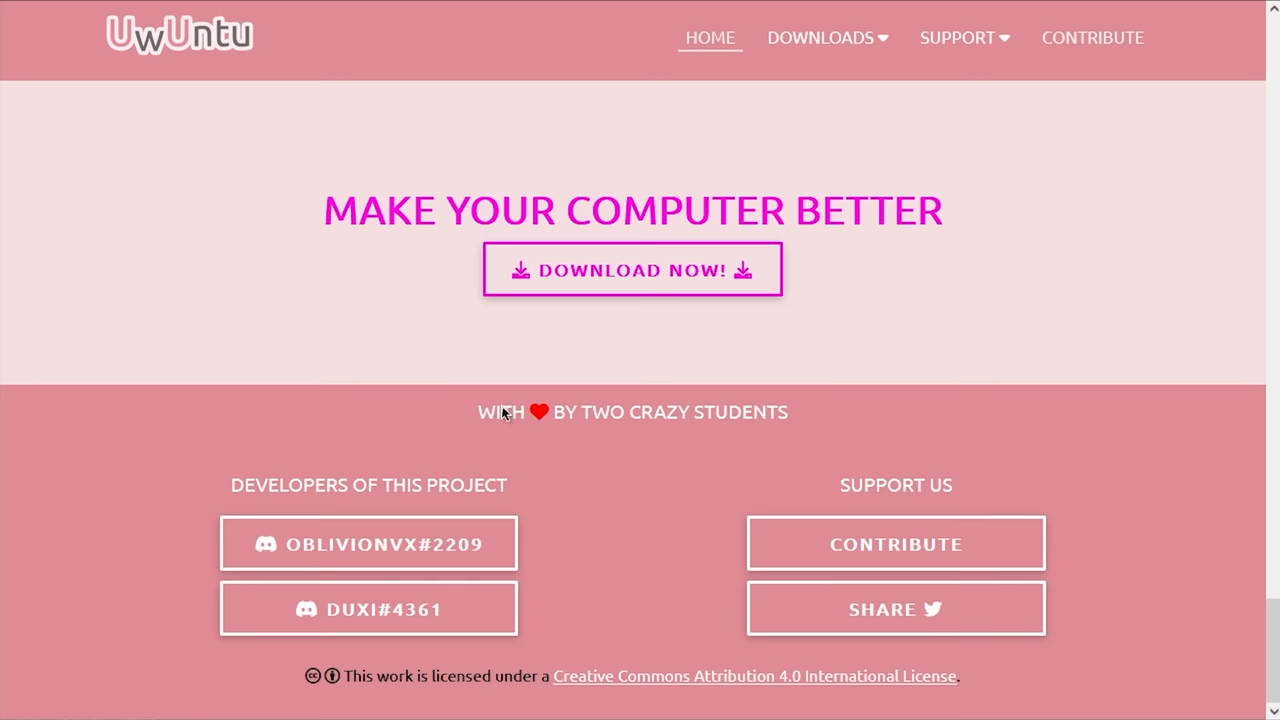 UwUntu
HOME DOWNLOADS SUPPORT CONTRIBUTE
MAKE YOUR COMPUTER BETTER
DOWNLOAD NOW!
WITH ❤ BY TWO CRAZY STUDENTS
DEVELOPERS OF THIS PROJECT
OBLIVIONVX#2209
DUXI#4361
SUPPORT US
CONTRIBUTE
SHARE
This work is licensed under a Creative Commons Attribution 4.0 International License.